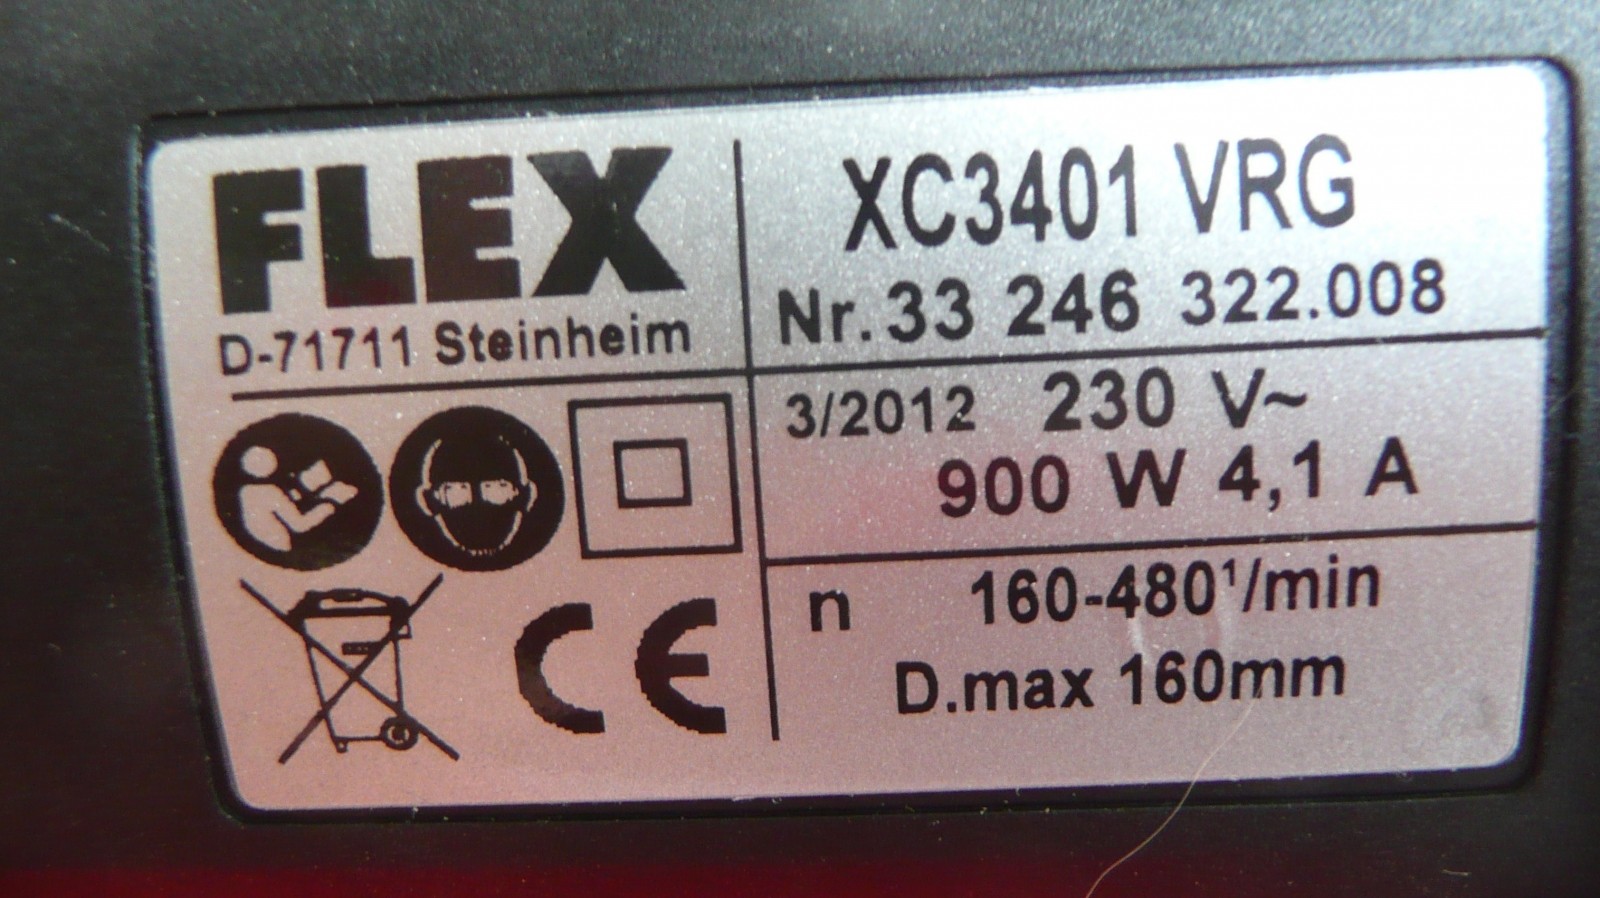 FLEX
D-71711 Steinheim
XC3401 VRG
Nr. 33 246 322.008
3/2012 230 V~
900 W 4,1 A
n 160-480¹/min
D.max 160mm
CE